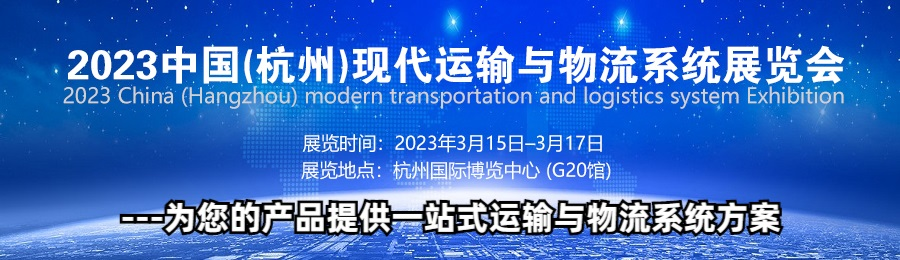 2023中国(杭州)现代运输与物流系统展览会
2023 China (Hangzhou) modern transportation and logistics system Exhibition
展览时间：2023年3月15日–3月17日
展览地点：杭州国际博览中心 (G20馆)
---为您的产品提供一站式运输与物流系统方案